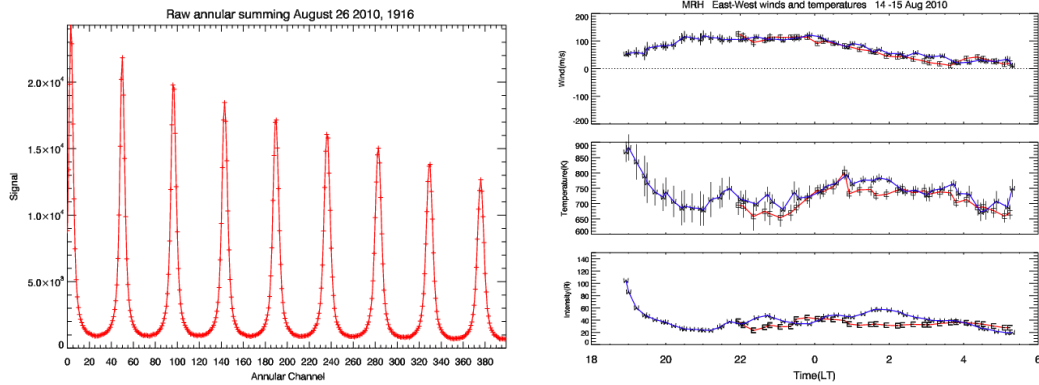 Raw annular summing August 26 2010, 1916
2.0×10⁴
1.5×10⁴
1.0×10⁴
5.0×10³
0
Signal
0 20 40 60 80 100 120 140 160 180 200 220 240 260 280 300 320 340 360 380
Annular Channel
MRH East-West winds and temperatures 14 -15 Aug 2010
200
100
0
-100
-200
Wind(m/s)
900
850
800
750
700
650
600
Temperature(K)
140
120
100
80
60
40
20
0
Intensity(R)
18 20 22 0 2 4 6
Time(LT)